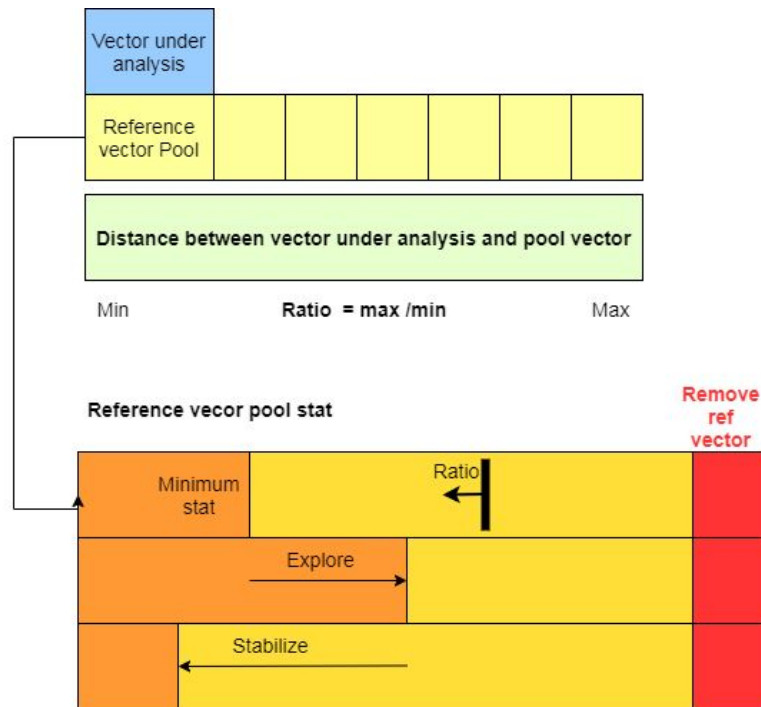 Vector under
analysis
Reference
vector Pool
Distance between vector under analysis and pool vector
Min
Ratio = max /min
Max
Reference vecor pool stat
Remove
ref
vector
Minimum
stat
Ratio
Explore
Stabilize